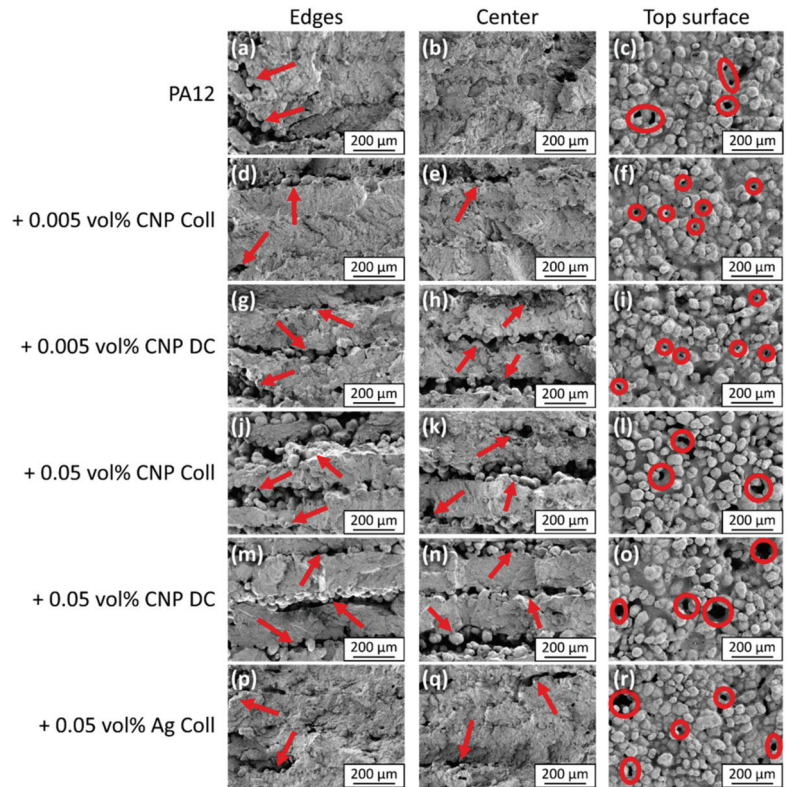 Edges Center Top surface
PA12
(a) (b) (c)
200 µm 200 µm 200 µm
+ 0.005 vol% CNP Coll
(d) (e) (f)
200 µm 200 µm 200 µm
+ 0.005 vol% CNP DC
(g) (h) (i)
200 µm 200 µm 200 µm
+ 0.05 vol% CNP Coll
(j) (k) (l)
200 µm 200 µm 200 µm
+ 0.05 vol% CNP DC
(m) (n) (o)
200 µm 200 µm 200 µm
+ 0.05 vol% Ag Coll
(p) (q) (r)
200 µm 200 µm 200 µm